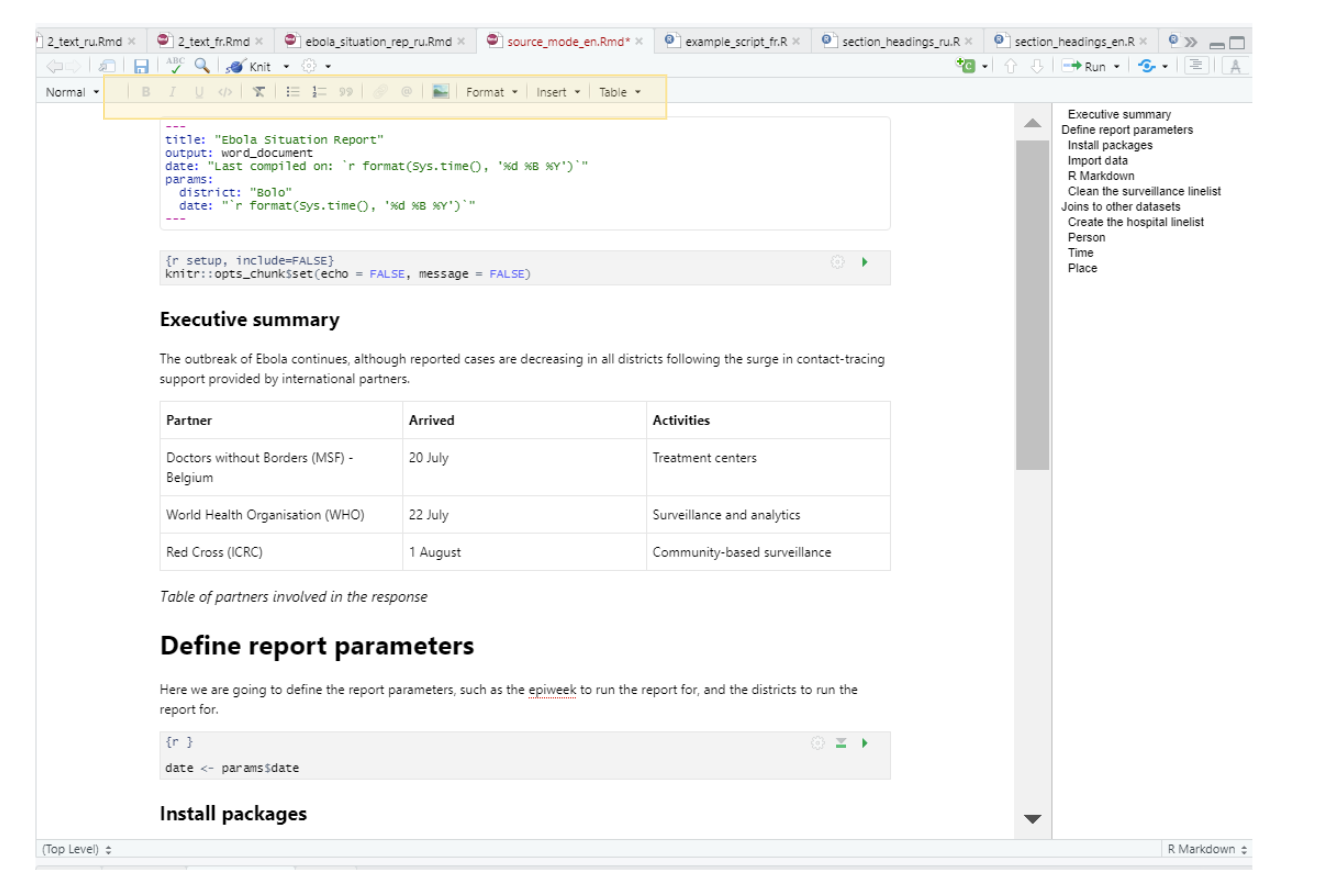 2_text_ru.Rmd × 2_text_fr.Rmd × ebola_situation_rep_ru.Rmd × source_mode_en.Rmd* × example_script_fr.R × section_headings_ru.R × section_headings_en.R ×
ABC Knit Run
Normal B I U </> 99 @ Format Insert Table
---
title: "Ebola Situation Report"
output: word_document
date: "Last compiled on: `r format(Sys.time(), '%d %B %Y')`"
params:
  district: "Bolo"
  date: "`r format(Sys.time(), '%d %B %Y')`"
---
{r setup, include=FALSE}
knitr::opts_chunk$set(echo = FALSE, message = FALSE)
Executive summary
The outbreak of Ebola continues, although reported cases are decreasing in all districts following the surge in contact-tracing
support provided by international partners.
Partner Arrived Activities
Doctors without Borders (MSF) - 20 July Treatment centers
Belgium
World Health Organisation (WHO) 22 July Surveillance and analytics
Red Cross (ICRC) 1 August Community-based surveillance
Table of partners involved in the response
Define report parameters
Here we are going to define the report parameters, such as the epiweek to run the report for, and the districts to run the
report for.
{r }
date <- params$date
Install packages
Executive summary
Define report parameters
Install packages
Import data
R Markdown
Clean the surveillance linelist
Joins to other datasets
Create the hospital linelist
Person
Time
Place
(Top Level) R Markdown